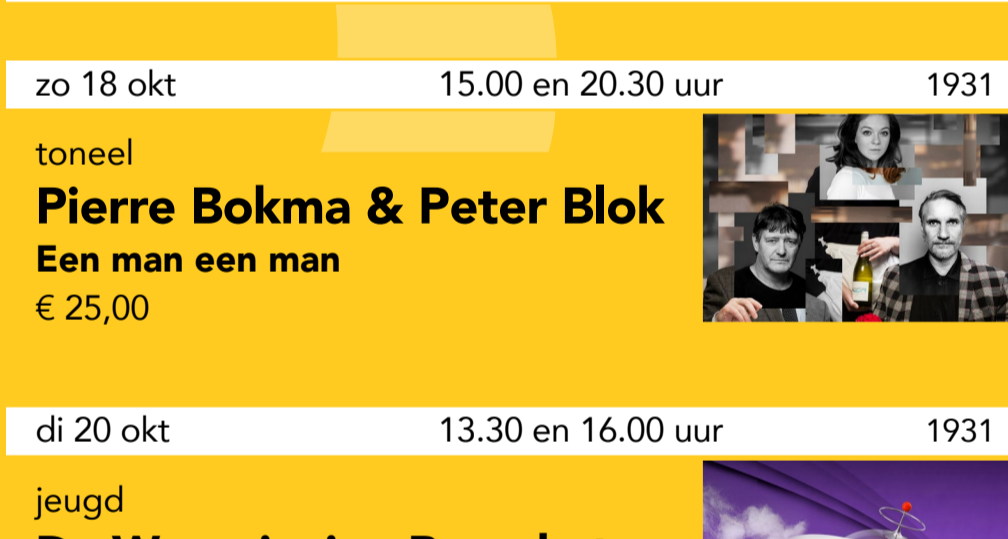 zo 18 okt 15.00 en 20.30 uur 1931
toneel
Pierre Bokma & Peter Blok
Een man een man
€ 25,00
di 20 okt 13.30 en 16.00 uur 1931
jeugd